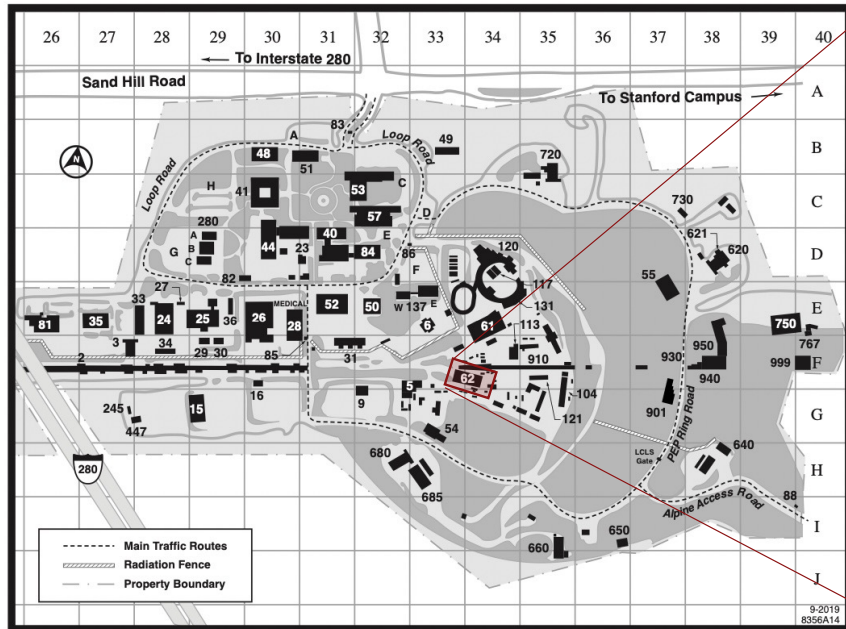 26 27 28 29 30 31 32 33 34 35 36 37 38 39 40
To Interstate 280
Sand Hill Road
To Stanford Campus
A
83
A
Loop Road
49
B
48
51
720
Loop Road
H
41
53
C
C
730
57
D
280
A
G
B
C
44
40
23
E
84
86
120
621
620
D
82
F
117
55
27
MEDICAL
131
33
52
50
W
137
E
E
81
35
24
25
36
26
28
6
61
113
950
750
767
3
34
29
30
85
31
910
930
2
940
999
F
62
16
9
5
104
245
15
901
447
54
121
G
PEP Ring Road
680
LCLS
Gate
640
280
685
H
Alpine Access Road
88
I
660
650
Main Traffic Routes
Radiation Fence
Property Boundary
J
N
9-2019
8356A14